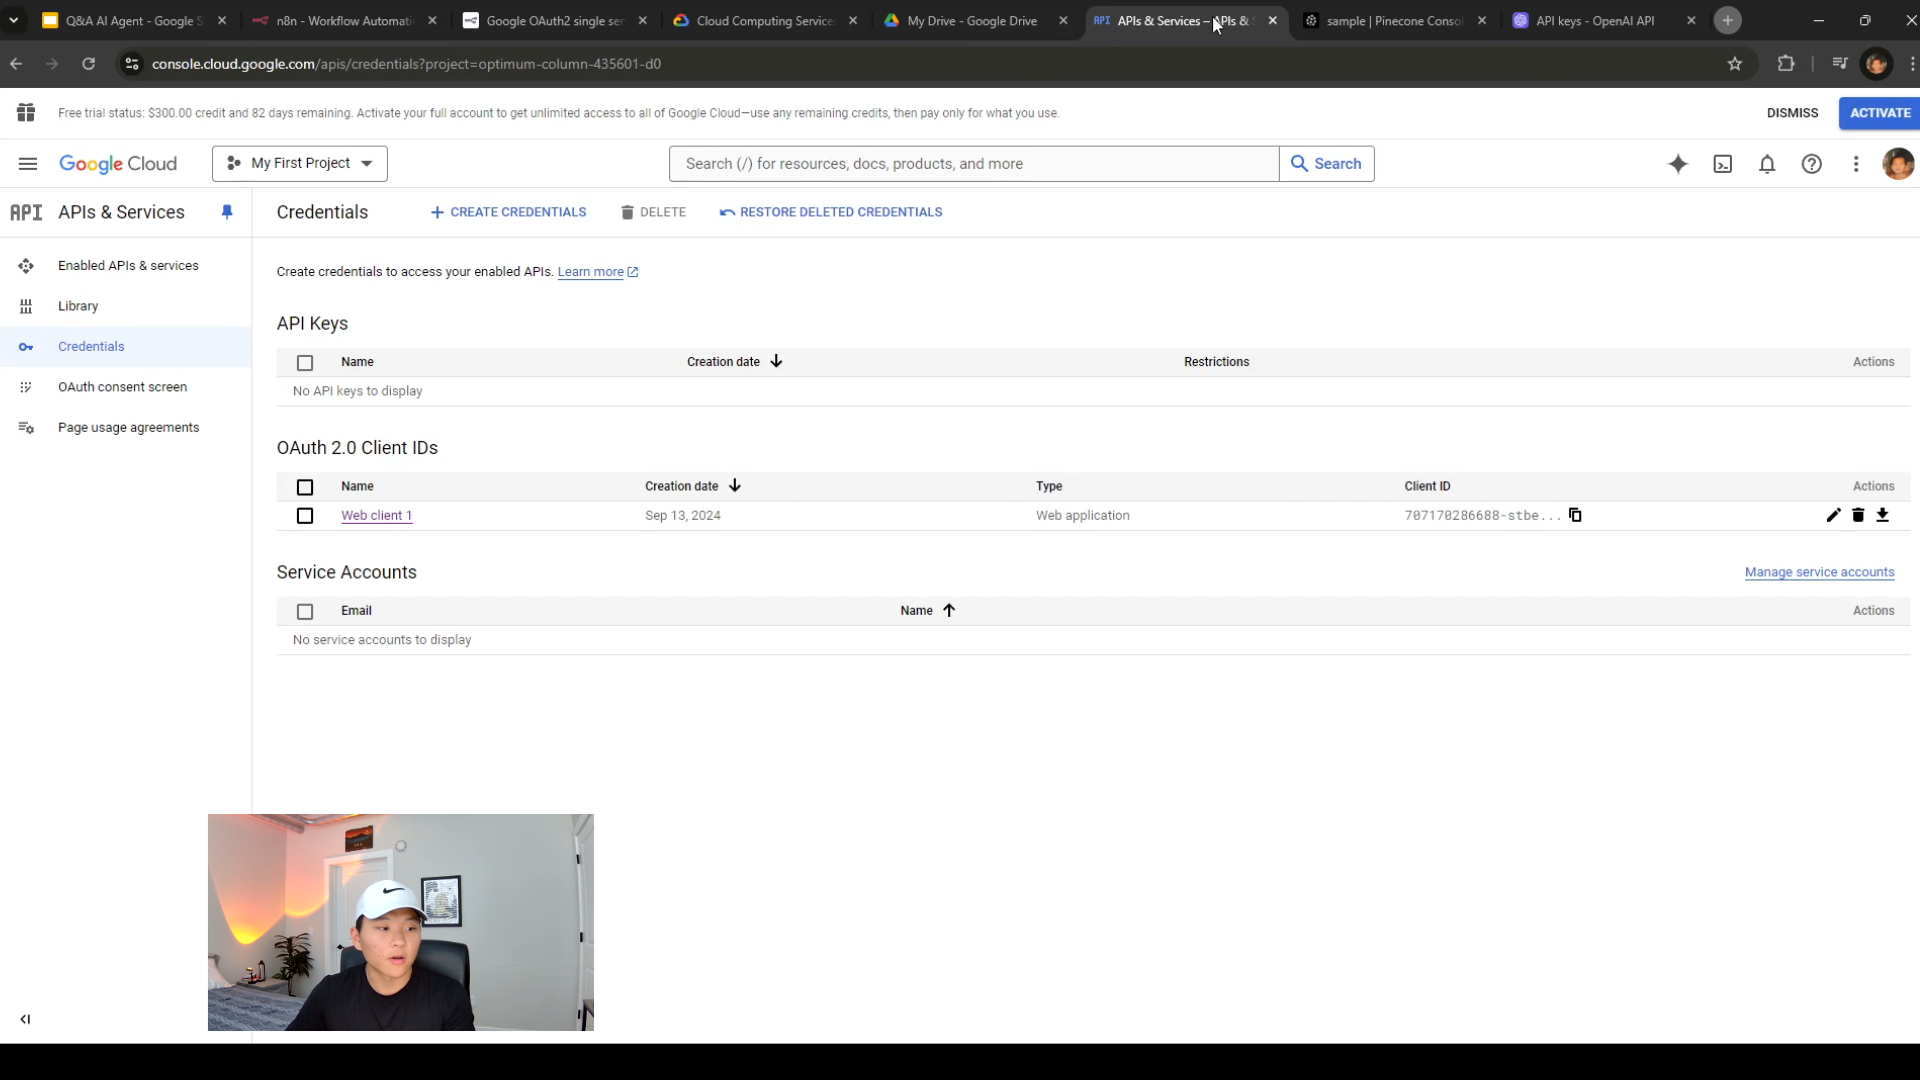 Q&A AI Agent - Google S
n8n - Workflow Automati
Google OAuth2 single ser
Cloud Computing Service
My Drive - Google Drive
API APIs & Services – APIs & S
sample | Pinecone Consol
API keys - OpenAI API
console.cloud.google.com/apis/credentials?project=optimum-column-435601-d0
Free trial status: $300.00 credit and 82 days remaining. Activate your full account to get unlimited access to all of Google Cloud—use any remaining credits, then pay only for what you use.
DISMISS
ACTIVATE
Google Cloud
My First Project
Search (/) for resources, docs, products, and more
Search
API APIs & Services
Credentials
CREATE CREDENTIALS
DELETE
RESTORE DELETED CREDENTIALS
Enabled APIs & services
Library
Credentials
OAuth consent screen
Page usage agreements
Create credentials to access your enabled APIs. Learn more
API Keys
Name Creation date Restrictions Actions
No API keys to display
OAuth 2.0 Client IDs
Name Creation date Type Client ID Actions
Web client 1 Sep 13, 2024 Web application 707170286688-stbe...
Service Accounts
Manage service accounts
Email Name Actions
No service accounts to display